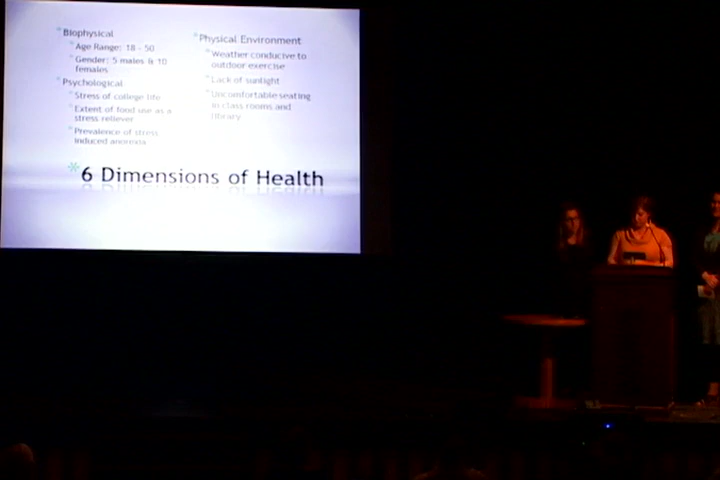 * Biophysical
* Age Range: 18 - 50
* Gender: 5 males & 10
females
* Psychological
* Stress of college life
* Extent of food use as a
stress reliever
* Prevalence of stress
induced anorexia
* Physical Environment
* Weather conducive to
outdoor exercise
* Lack of sunlight
* Uncomfortable seating
in class rooms and
library
* 6 Dimensions of Health